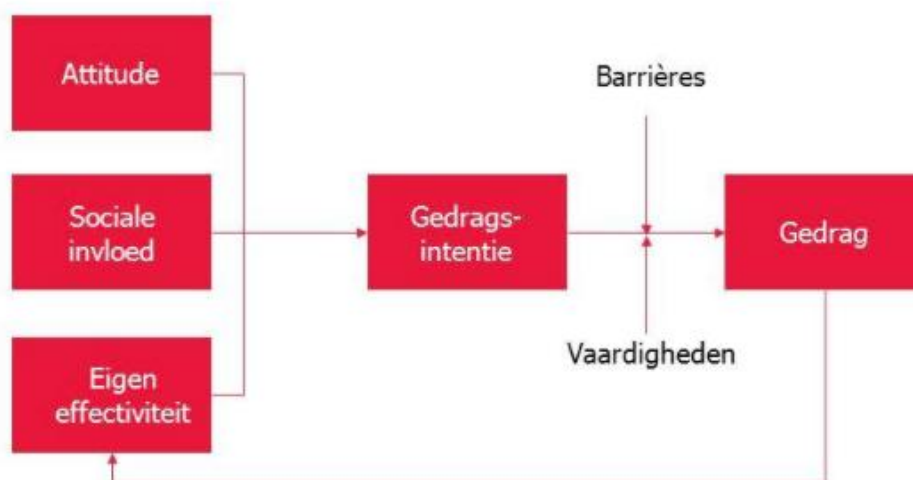 Attitude
Barrières
Sociale
invloed
Gedrags-
intentie
Gedrag
Vaardigheden
Eigen
effectiviteit